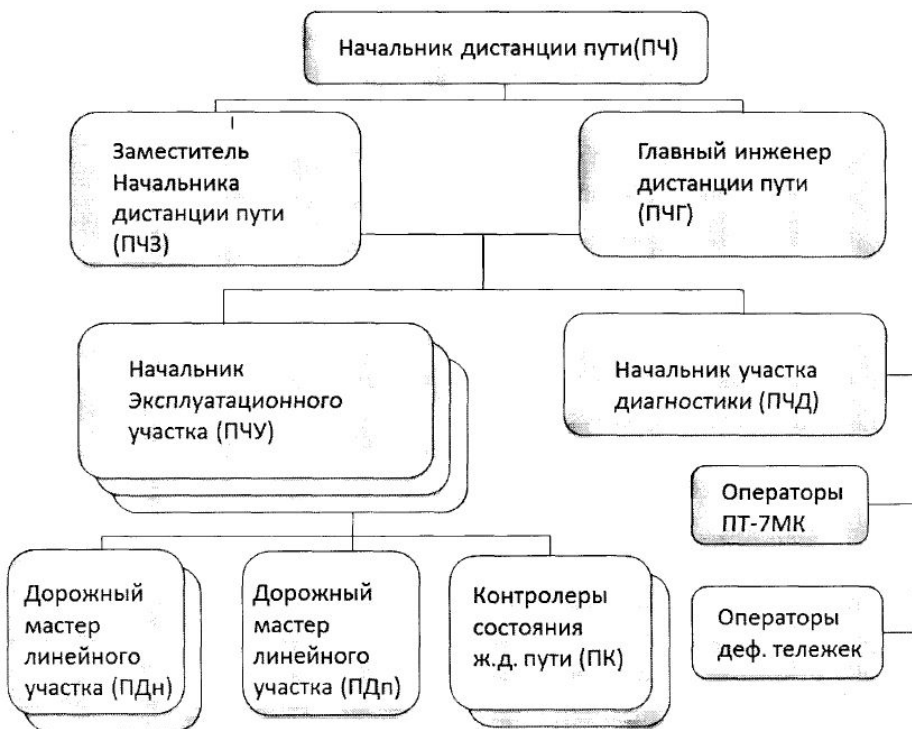 Начальник дистанции пути(ПЧ)
Заместитель
Начальника
дистанции пути
(ПЧЗ)
Главный инженер
дистанции пути
(ПЧГ)
Начальник
Эксплуатационного
участка (ПЧУ)
Начальник участка
диагностики (ПЧД)
Операторы
ПТ-7МК
Операторы
деф. тележек
Дорожный
мастер
линейного
участка (ПДн)
Дорожный
мастер
линейного
участка (ПДп)
Контролеры
состояния
ж.д. пути (ПК)